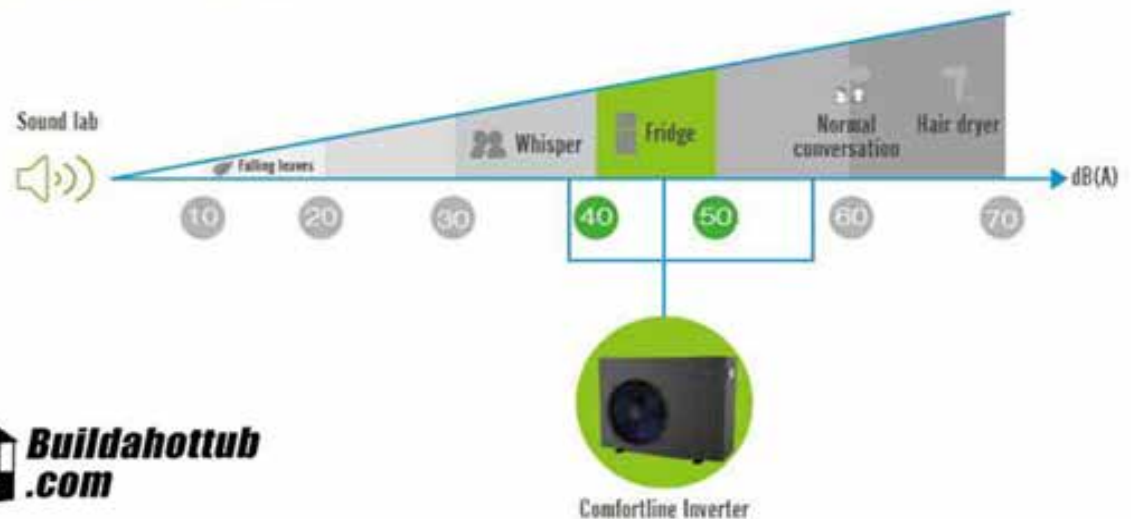 Sound lab
Falling leaves
Whisper
Fridge
Normal
conversation
Hair dryer
dB(A)
10
20
30
40
50
60
70
Buildahottub
.com
Comfortline Inverter